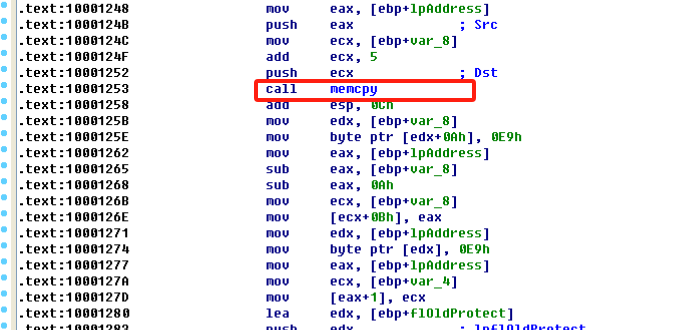 .text:10001248 mov eax, [ebp+lpAddress]
.text:1000124B push eax ; Src
.text:1000124C mov ecx, [ebp+var_8]
.text:1000124F add ecx, 5
.text:10001252 push ecx ; Dst
.text:10001253 call memcpy
.text:10001258 add esp, 0Ch
.text:1000125B mov edx, [ebp+var_8]
.text:1000125E mov byte ptr [edx+0Ah], 0E9h
.text:10001262 mov eax, [ebp+lpAddress]
.text:10001265 sub eax, [ebp+var_8]
.text:10001268 sub eax, 0Ah
.text:1000126B mov ecx, [ebp+var_8]
.text:1000126E mov [ecx+0Bh], eax
.text:10001271 mov edx, [ebp+lpAddress]
.text:10001274 mov byte ptr [edx], 0E9h
.text:10001277 mov eax, [ebp+lpAddress]
.text:1000127A mov ecx, [ebp+var_4]
.text:1000127D mov [eax+1], ecx
.text:10001280 lea edx, [ebp+flOldProtect]
.text:10001283 push edx ; lpflOldProtect